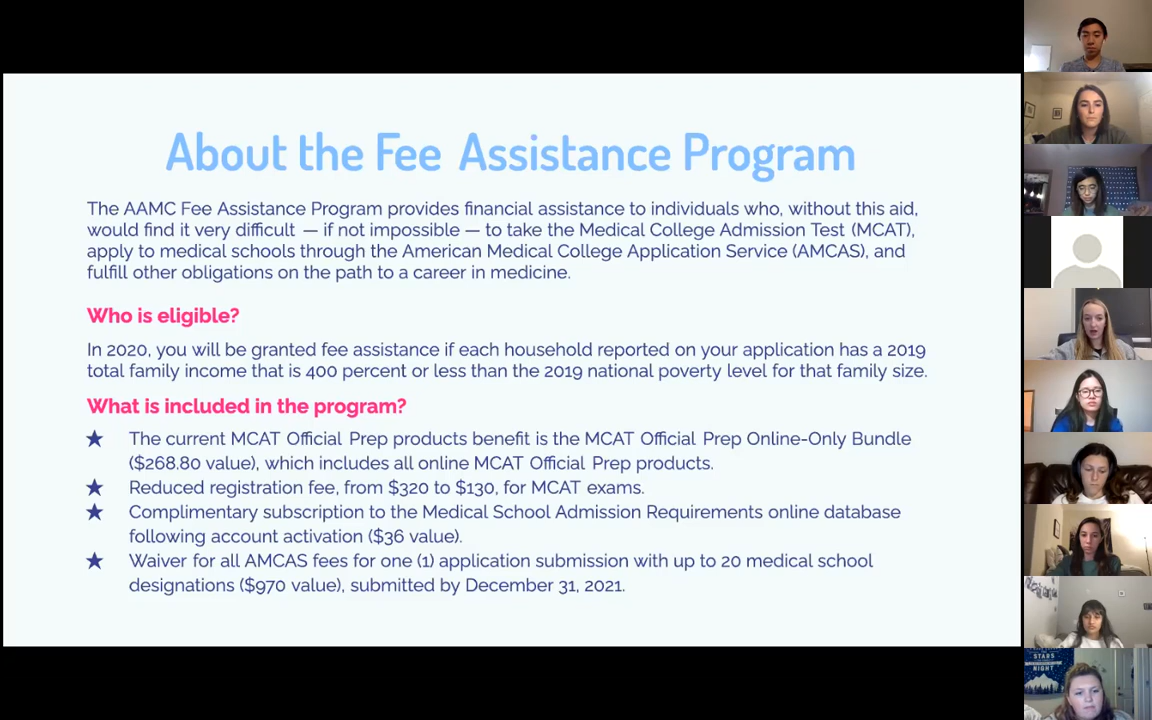 About the Fee Assistance Program
The AAMC Fee Assistance Program provides financial assistance to individuals who, without this aid,
would find it very difficult — if not impossible — to take the Medical College Admission Test (MCAT),
apply to medical schools through the American Medical College Application Service (AMCAS), and
fulfill other obligations on the path to a career in medicine.
Who is eligible?
In 2020, you will be granted fee assistance if each household reported on your application has a 2019
total family income that is 400 percent or less than the 2019 national poverty level for that family size.
What is included in the program?
The current MCAT Official Prep products benefit is the MCAT Official Prep Online-Only Bundle
($268.80 value), which includes all online MCAT Official Prep products.
Reduced registration fee, from $320 to $130, for MCAT exams.
Complimentary subscription to the Medical School Admission Requirements online database
following account activation ($36 value).
Waiver for all AMCAS fees for one (1) application submission with up to 20 medical school
designations ($970 value), submitted by December 31, 2021.
STARS
NIGHT